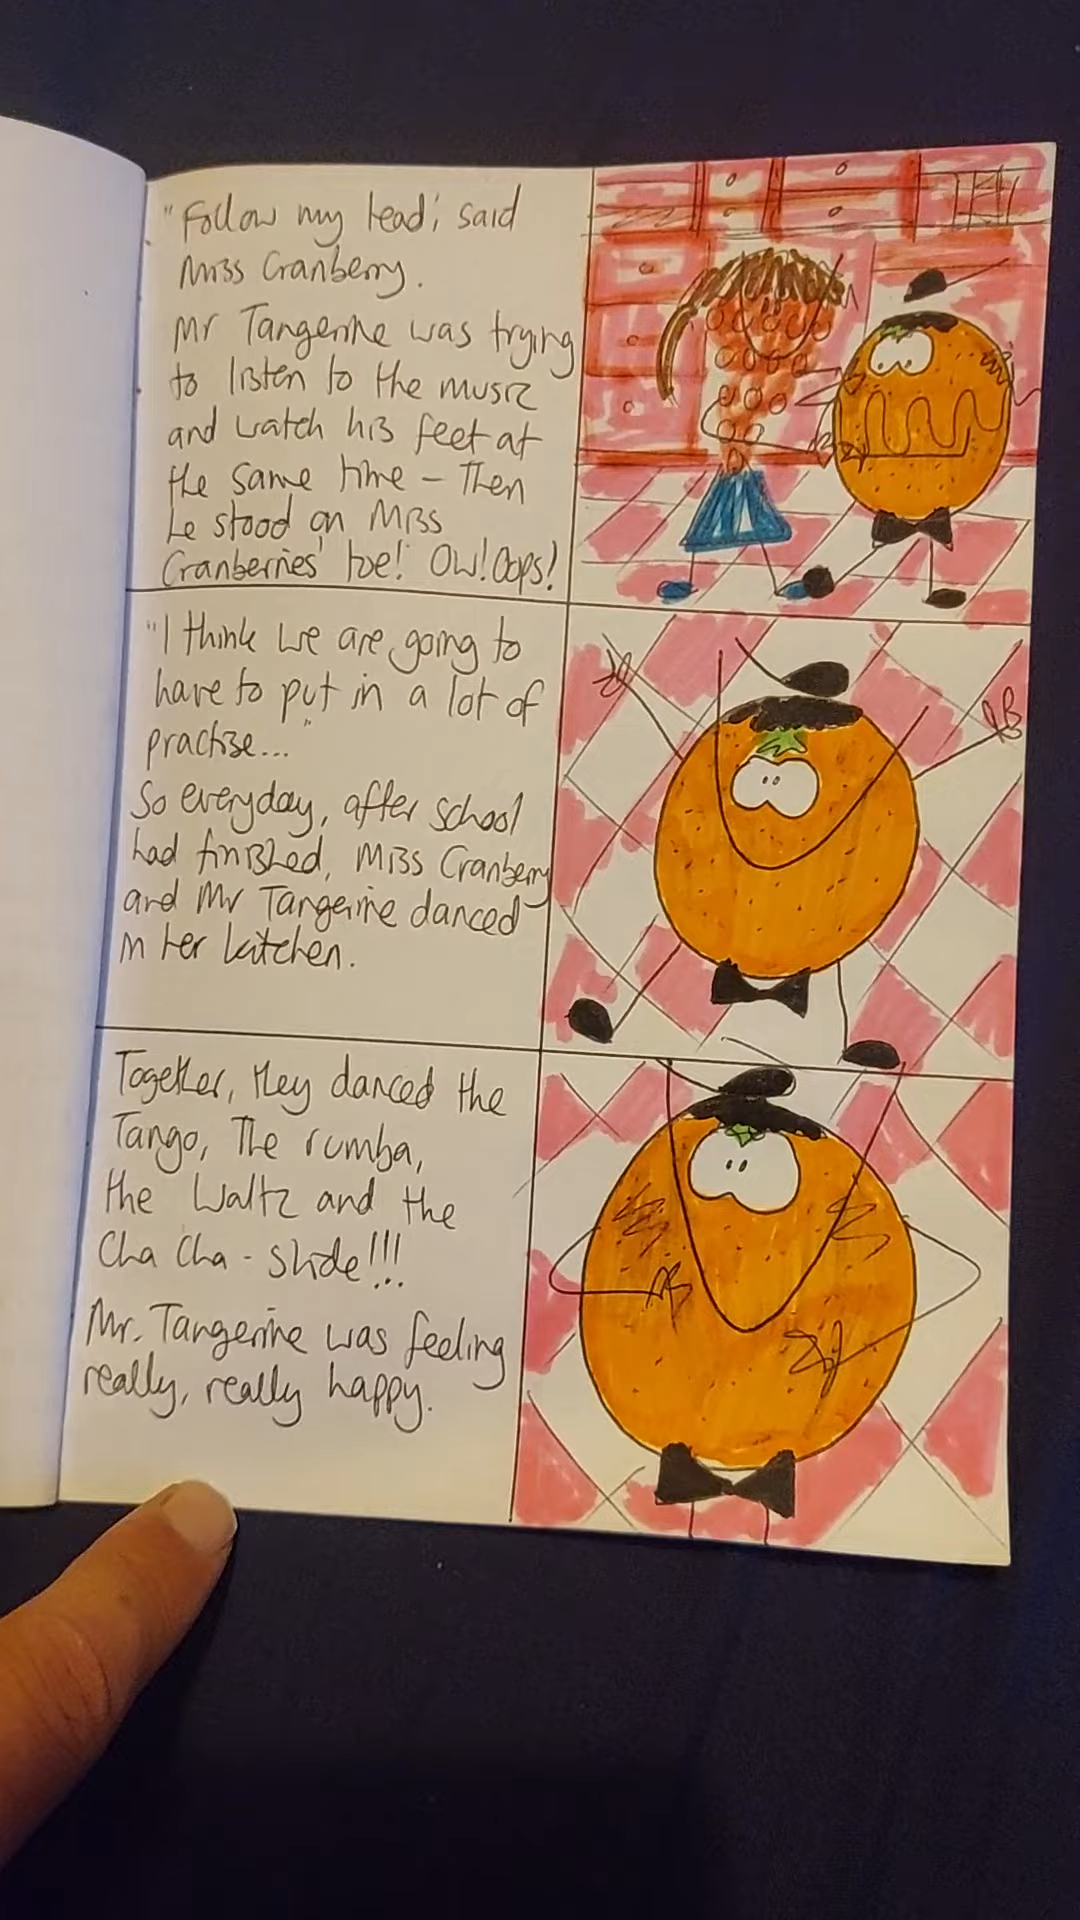 "Follow my lead", said
Miss Cranberry.
Mr Tangerine was trying
to listen to the music
and watch his feet at
the same time - Then
he stood on Miss
Cranberries' toe! Ow! Oops!
"I think we are going to
have to put in a lot of
practise..."
So everyday, after school
had finished, Miss Cranberry
and Mr Tangerine danced
in her kitchen.
Together, they danced the
Tango, The rumba,
the Waltz and the
Cha Cha - slide!!!
Mr. Tangerine was feeling
really, really happy.